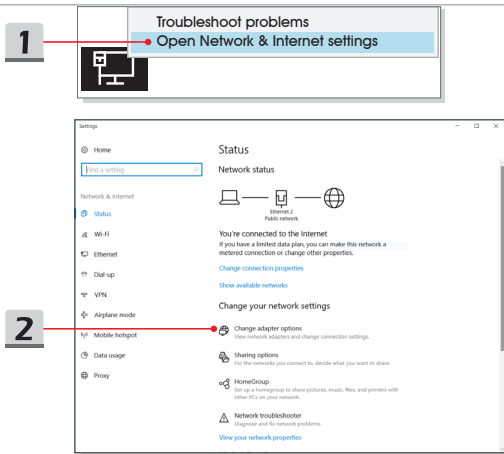 1
Troubleshoot problems
Open Network & Internet settings
Settings
Home
Find a setting
Network & Internet
Status
Wi-Fi
Ethernet
Dial-up
VPN
Airplane mode
Mobile hotspot
Data usage
Proxy
Status
Network status
Ethernet 2
Public network
You're connected to the Internet
If you have a limited data plan, you can make this network a
metered connection or change other properties.
Change connection properties
Show available networks
Change your network settings
2
Change adapter options
View network adapters and change connection settings.
Sharing options
For the networks you connect to, decide what you want to share.
HomeGroup
Set up a homegroup to share pictures, music, files, and printers with
other PCs on your network.
Network troubleshooter
Diagnose and fix network problems.
View your network properties